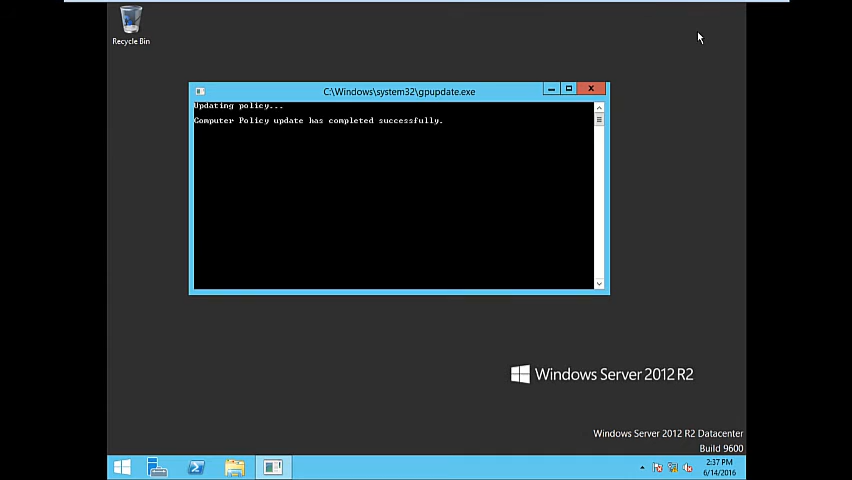 Recycle Bin
C:\Windows\system32\gpupdate.exe
Updating policy...
Computer Policy update has completed successfully.
Windows Server 2012 R2
Windows Server 2012 R2 Datacenter
Build 9600
2:37 PM
6/14/2016